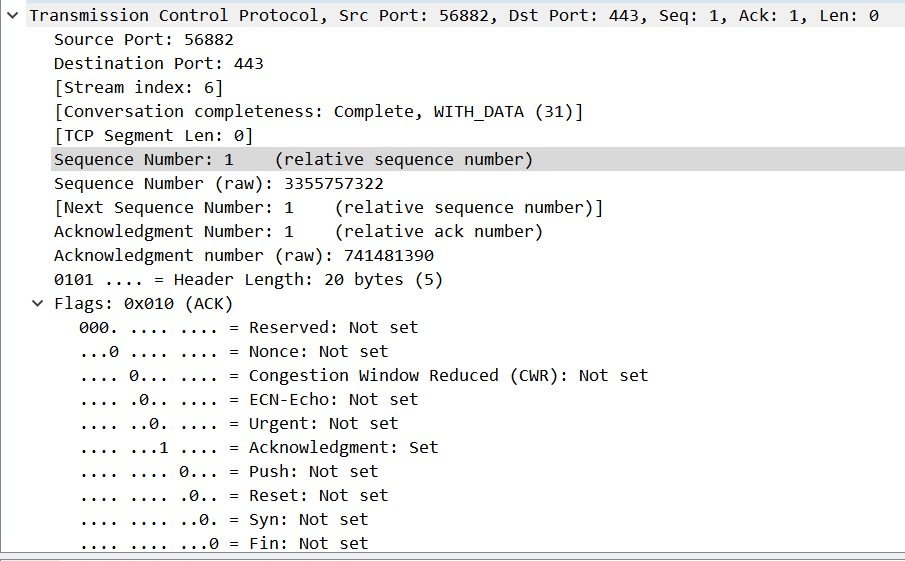 Transmission Control Protocol, Src Port: 56882, Dst Port: 443, Seq: 1, Ack: 1, Len: 0
Source Port: 56882
Destination Port: 443
[Stream index: 6]
[Conversation completeness: Complete, WITH_DATA (31)]
[TCP Segment Len: 0]
Sequence Number: 1    (relative sequence number)
Sequence Number (raw): 3355757322
[Next Sequence Number: 1    (relative sequence number)]
Acknowledgment Number: 1    (relative ack number)
Acknowledgment number (raw): 741481390
0101 .... = Header Length: 20 bytes (5)
Flags: 0x010 (ACK)
000. .... .... = Reserved: Not set
...0 .... .... = Nonce: Not set
.... 0... .... = Congestion Window Reduced (CWR): Not set
.... .0.. .... = ECN-Echo: Not set
.... ..0. .... = Urgent: Not set
.... ...1 .... = Acknowledgment: Set
.... .... 0... = Push: Not set
.... .... .0.. = Reset: Not set
.... .... ..0. = Syn: Not set
.... .... ...0 = Fin: Not set